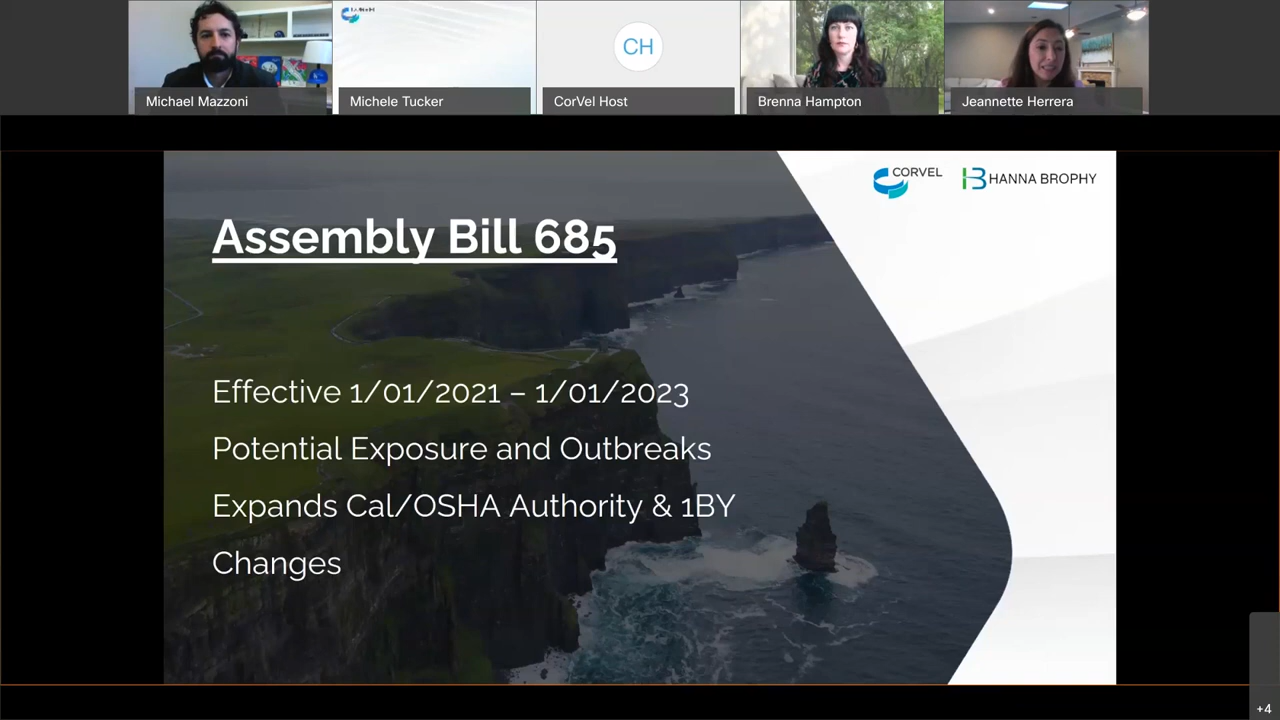 CH
Michael Mazzoni
Michele Tucker
CorVel Host
Brenna Hampton
Jeannette Herrera
CORVEL
HANNA BROPHY
Assembly Bill 685
Effective 1/01/2021 – 1/01/2023
Potential Exposure and Outbreaks
Expands Cal/OSHA Authority & 1BY
Changes
+4